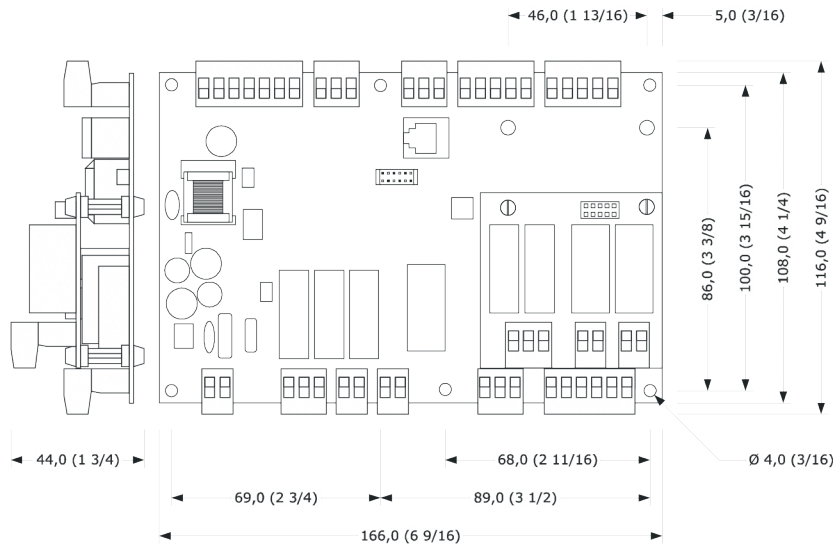 46,0 (1 13/16)
5,0 (3/16)
86,0 (3 3/8)
100,0 (3 15/16)
108,0 (4 1/4)
116,0 (4 9/16)
44,0 (1 3/4)
68,0 (2 11/16)
Ø 4,0 (3/16)
69,0 (2 3/4)
89,0 (3 1/2)
166,0 (6 9/16)